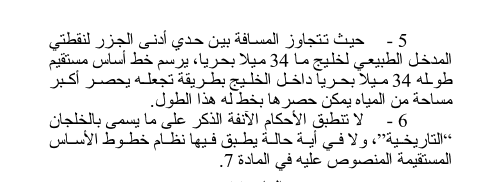 5 - حيث تتجاوز المسافة بين حدي أدنى الجزر لنقطتي
المدخل الطبيعي لخليج ما 34 ميلا بحريا، يرسم خط أساس مستقيم
طوله 34 ميلا بحريا داخل الخليج بطريقة تجعله يحصر أكبر
مساحة من المياه يمكن حصرها بخط له هذا الطول.
6 - لا تنطبق الأحكام الآنفة الذكر على ما يسمى بالخلجان
“التاريخية”، ولا في أية حالة يطبق فيها نظام خطوط الأساس
المستقيمة المنصوص عليه في المادة 7.